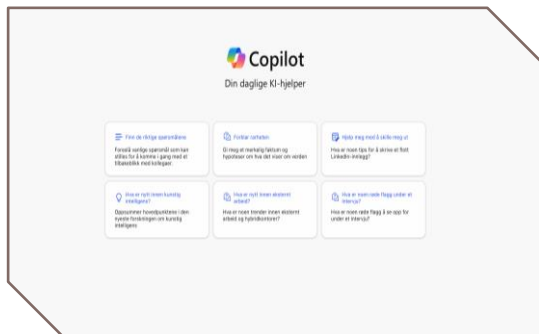 Copilot
Din daglige KI-hjelper
Finn de riktige spørsmålene
Foreslå vanlige spørsmål som kan
stilles for å komme i gang med et
tilbakeblikk med kollegaer
Forklar nyheten
Gi meg et merkelig faktum og
hypoteser om hva det viser om verden
Hjelp meg med å skille meg ut
Hva er noen tips for å skrive et flott
LinkedIn-innlegg?
Hva er nytt innen kunstig
intelligens?
Oppsummer hovedpunktene i den
nyeste forskningen om kunstig
intelligens
Hva er nytt innen eksternt
arbeid?
Hva er noen trender innen eksternt
arbeid og hybridkontorer?
Hva er noen røde flagg under et
intervju?
Hva er noen røde flagg å se opp for
under et intervju?